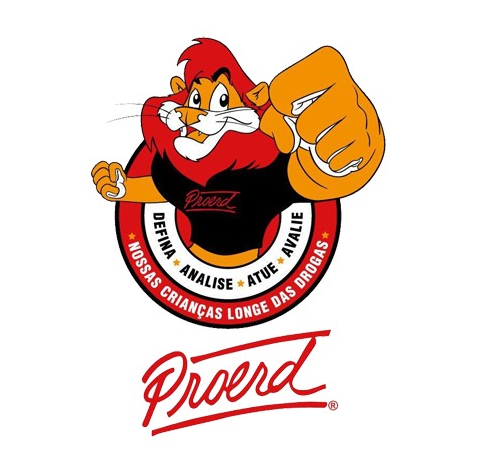 Proerd
DEFINA ★ ANALISE ★ ATUE ★ AVALIE
★ NOSSAS CRIANÇAS LONGE DAS DROGAS ★
Proerd ®